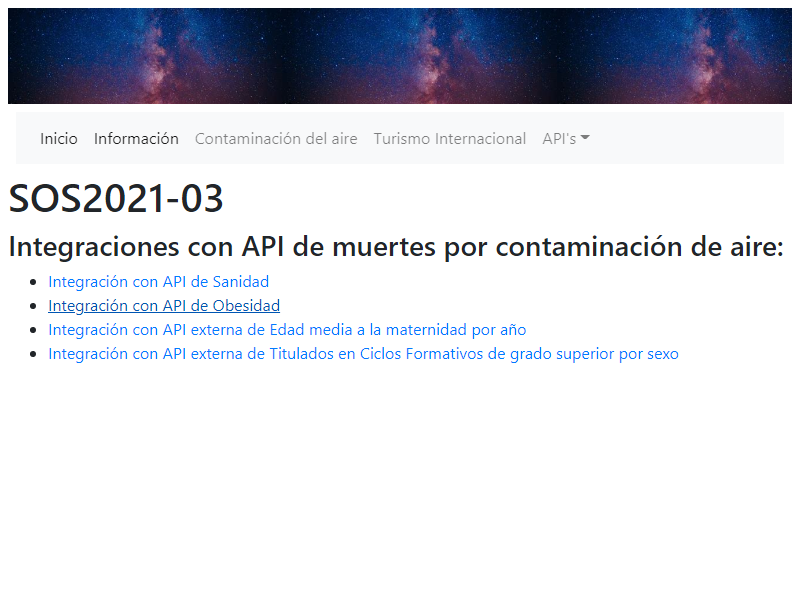 Inicio Información Contaminación del aire Turismo Internacional API's
SOS2021-03
Integraciones con API de muertes por contaminación de aire:
Integración con API de Sanidad
Integración con API de Obesidad
Integración con API externa de Edad media a la maternidad por año
Integración con API externa de Titulados en Ciclos Formativos de grado superior por sexo